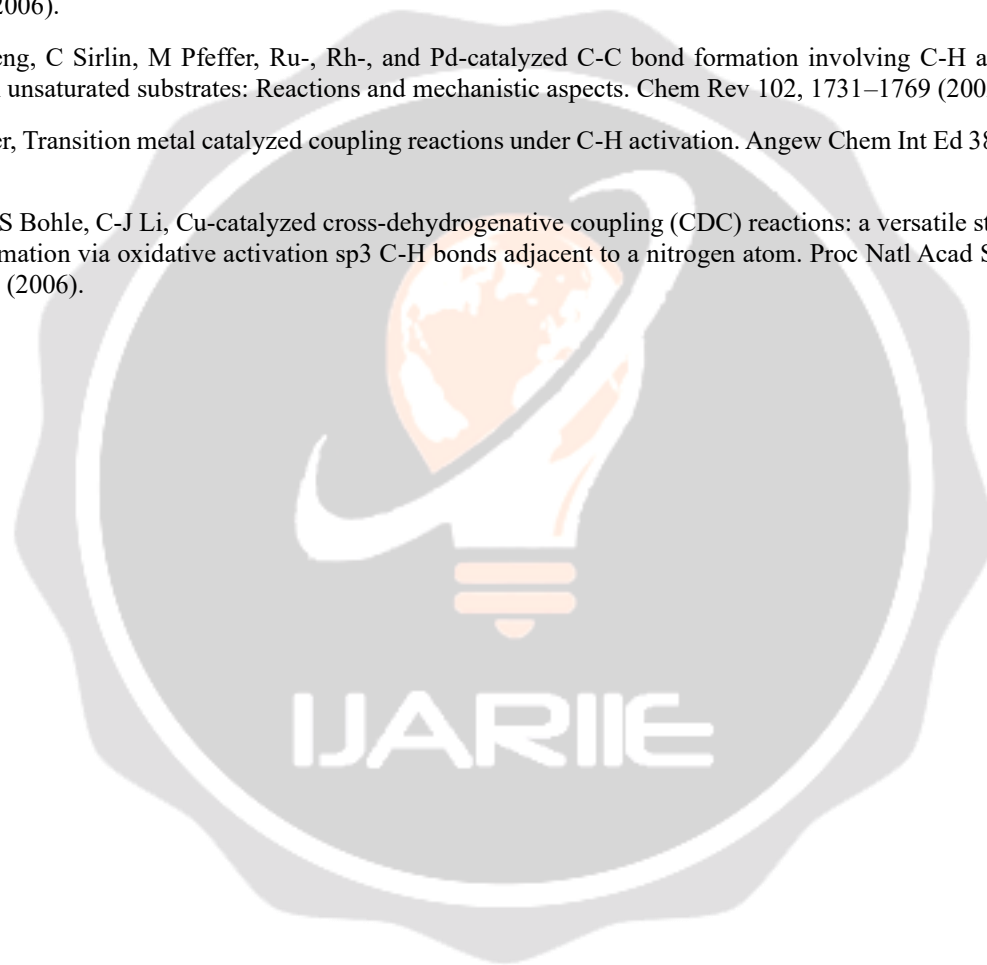 2006).
eng, C Sirlin, M Pfeffer, Ru-, Rh-, and Pd-catalyzed C-C bond formation involving C-H a
unsaturated substrates: Reactions and mechanistic aspects. Chem Rev 102, 1731–1769 (200
er, Transition metal catalyzed coupling reactions under C-H activation. Angew Chem Int Ed 38
S Bohle, C-J Li, Cu-catalyzed cross-dehydrogenative coupling (CDC) reactions: a versatile st
mation via oxidative activation sp3 C-H bonds adjacent to a nitrogen atom. Proc Natl Acad S
(2006).
IJARIIE